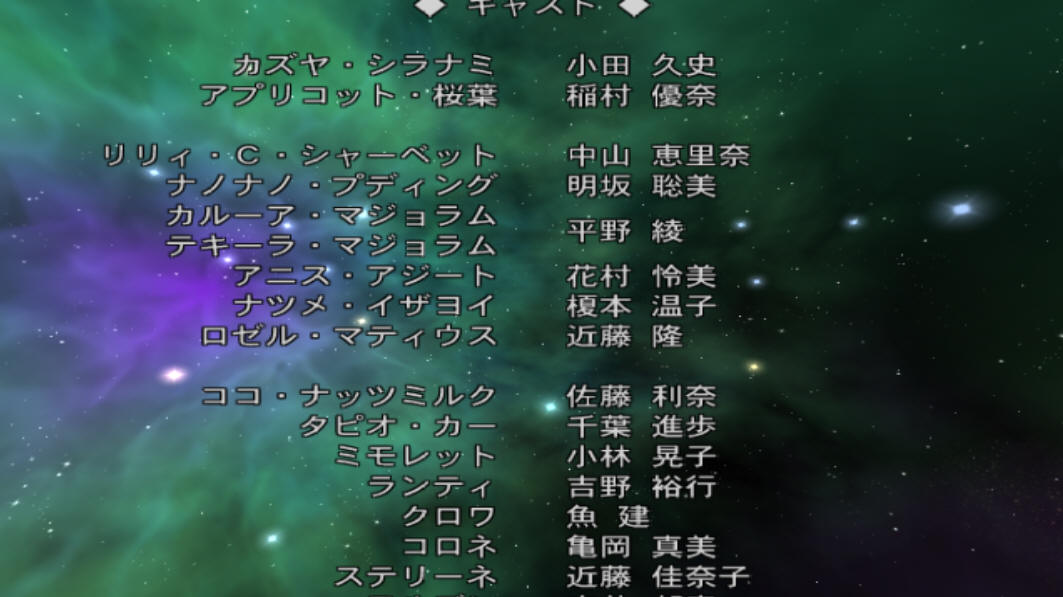 ◆ キャスト ◆
カズヤ・シラナミ 小田 久史
アプリコット・桜葉 稲村 優奈
リリィ・C・シャーベット 中山 恵里奈
ナノナノ・プディング 明坂 聡美
カルーア・マジョラム
平野 綾
テキーラ・マジョラム
アニス・アジート 花村 怜美
ナツメ・イザヨイ 榎本 温子
ロゼル・マティウス 近藤 隆
ココ・ナッツミルク 佐藤 利奈
タピオ・カー 千葉 進歩
ミモレット 小林 晃子
ランティ 吉野 裕行
クロワ 魚 建
コロネ 亀岡 真美
ステリーネ 近藤 佳奈子